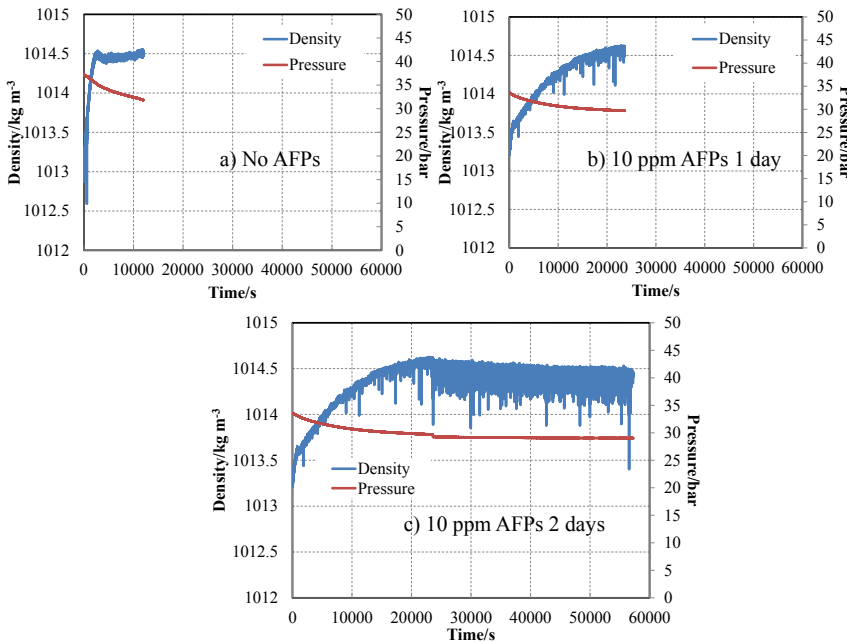 1015
1014.5
1014
1013.5
1013
1012.5
1012
Density/kg m-3
50
45
40
35
30
25
20
15
10
5
0
Pressure/bar
Density
Pressure
a) No AFPs
0 10000 20000 30000 40000 50000 60000
Time/s
1015
1014.5
1014
1013.5
1013
1012.5
1012
Density/kg m-3
50
45
40
35
30
25
20
15
10
5
0
Pressure/bar
Density
Pressure
b) 10 ppm AFPs 1 day
0 10000 20000 30000 40000 50000 60000
Time/s
1015
1014.5
1014
1013.5
1013
1012.5
1012
Density/kg m-3
50
45
40
35
30
25
20
15
10
5
0
Pressure/bar
Density
Pressure
c) 10 ppm AFPs 2 days
0 10000 20000 30000 40000 50000 60000
Time/s